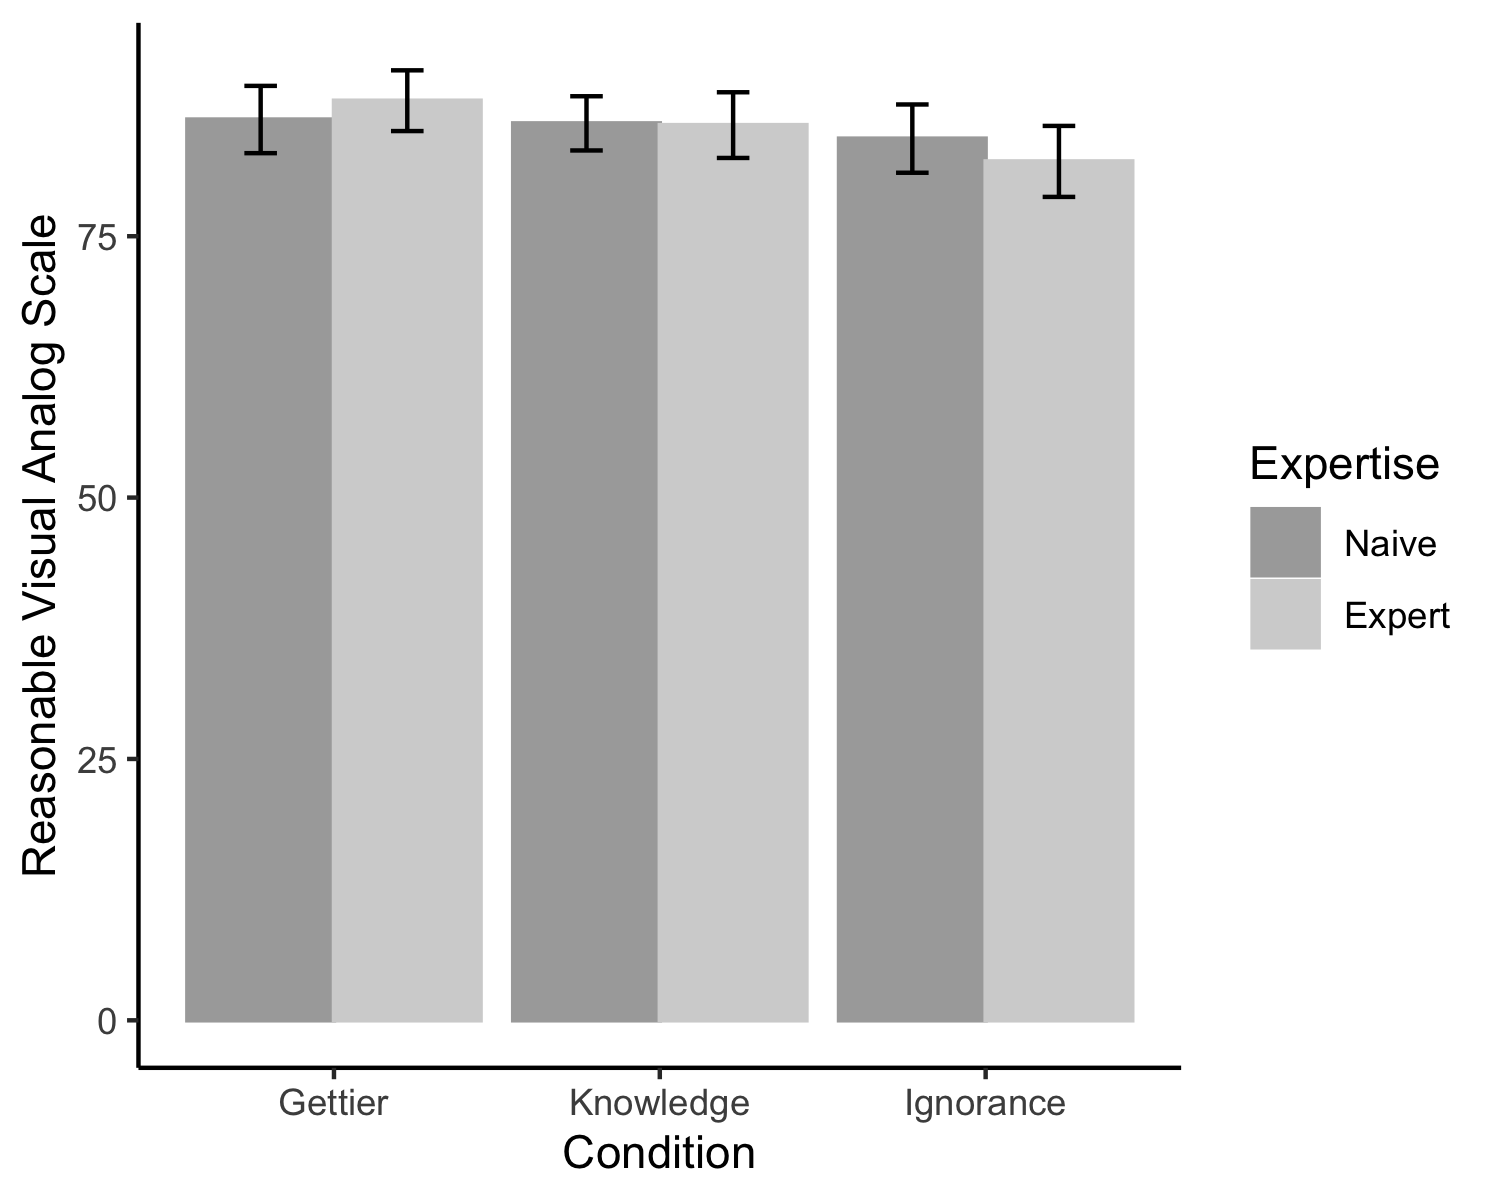 Reasonable Visual Analog Scale
75
50
25
0
Gettier Knowledge Ignorance
Condition
Expertise
Naive
Expert